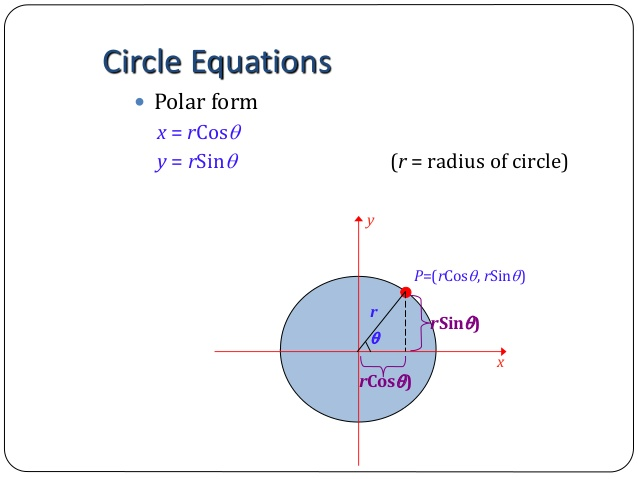 Circle Equations
• Polar form
x = rCosθ
y = rSinθ (r = radius of circle)
y
P=(rCosθ, rSinθ)
r
rSinθ)
θ
x
rCosθ)